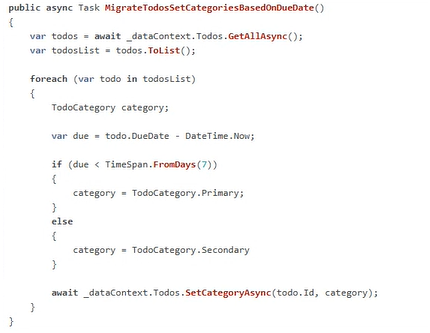 public async Task MigrateTodosSetCategoriesBasedOnDueDate()
{
    var todos = await _dataContext.Todos.GetAllAsync();
    var todosList = todos.ToList();

    foreach (var todo in todosList)
    {
        TodoCategory category;

        var due = todo.DueDate - DateTime.Now;

        if (due < TimeSpan.FromDays(7))
        {
            category = TodoCategory.Primary;
        }
        else
        {
            category = TodoCategory.Secondary
        }

        await _dataContext.Todos.SetCategoryAsync(todo.Id, category);
    }
}